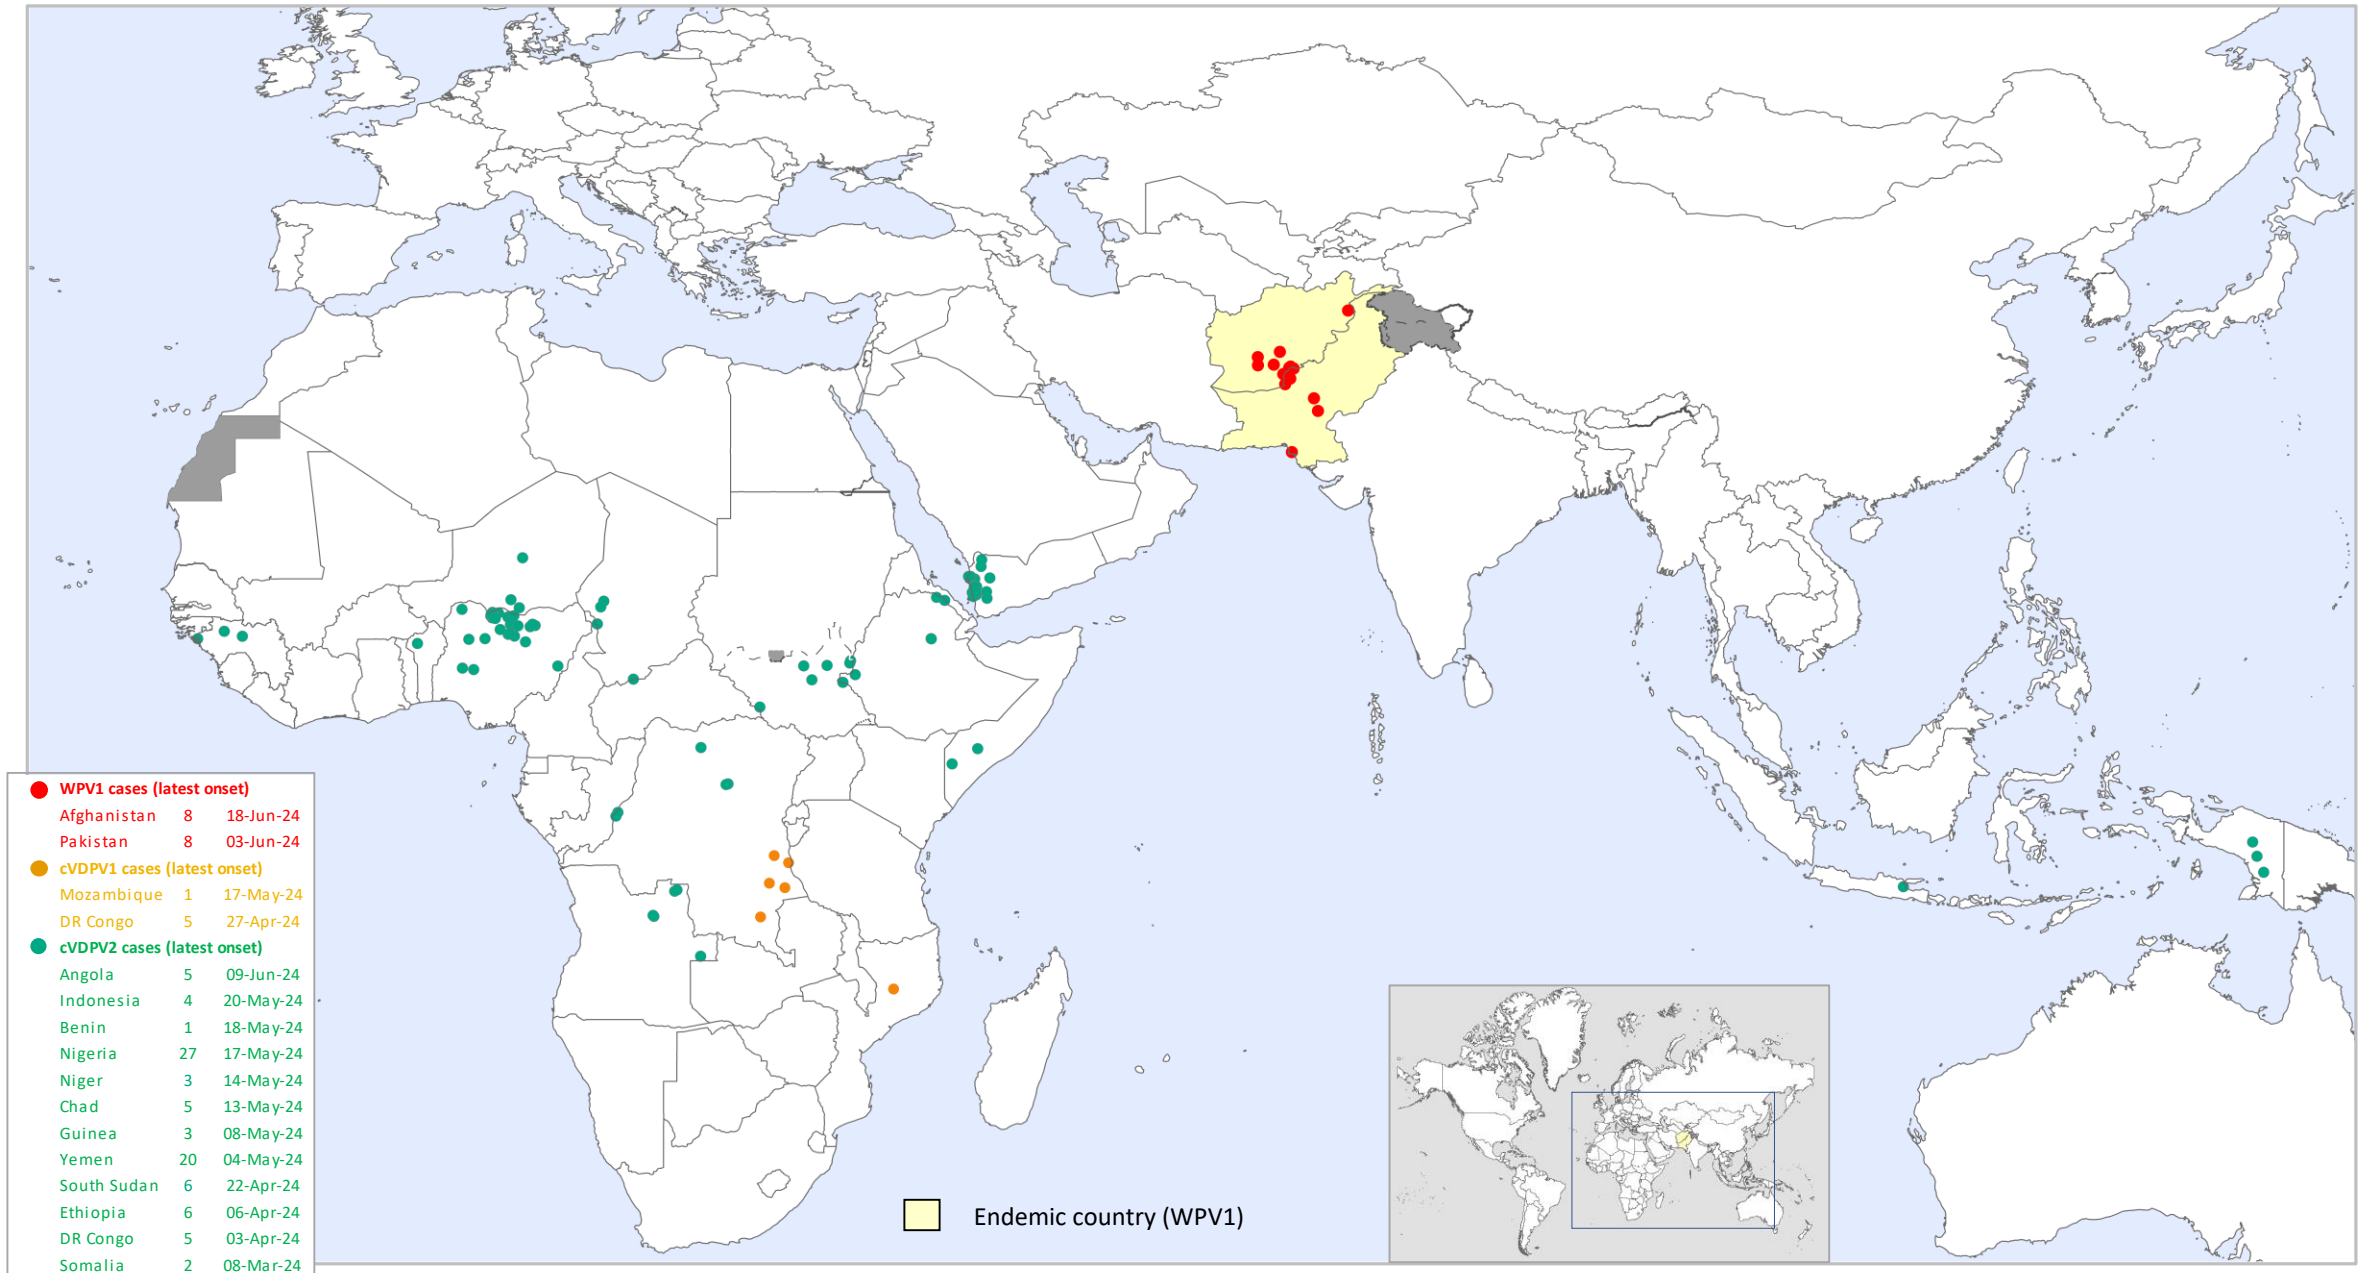 WPV1 cases (latest onset)
Afghanistan 8 18-Jun-24
Pakistan 8 03-Jun-24
cVDPV1 cases (latest onset)
Mozambique 1 17-May-24
DR Congo 5 27-Apr-24
cVDPV2 cases (latest onset)
Angola 5 09-Jun-24
Indonesia 4 20-May-24
Benin 1 18-May-24
Nigeria 27 17-May-24
Niger 3 14-May-24
Chad 5 13-May-24
Guinea 3 08-May-24
Yemen 20 04-May-24
South Sudan 6 22-Apr-24
Ethiopia 6 06-Apr-24
DR Congo 5 03-Apr-24
Somalia 2 08-Mar-24
Endemic country (WPV1)